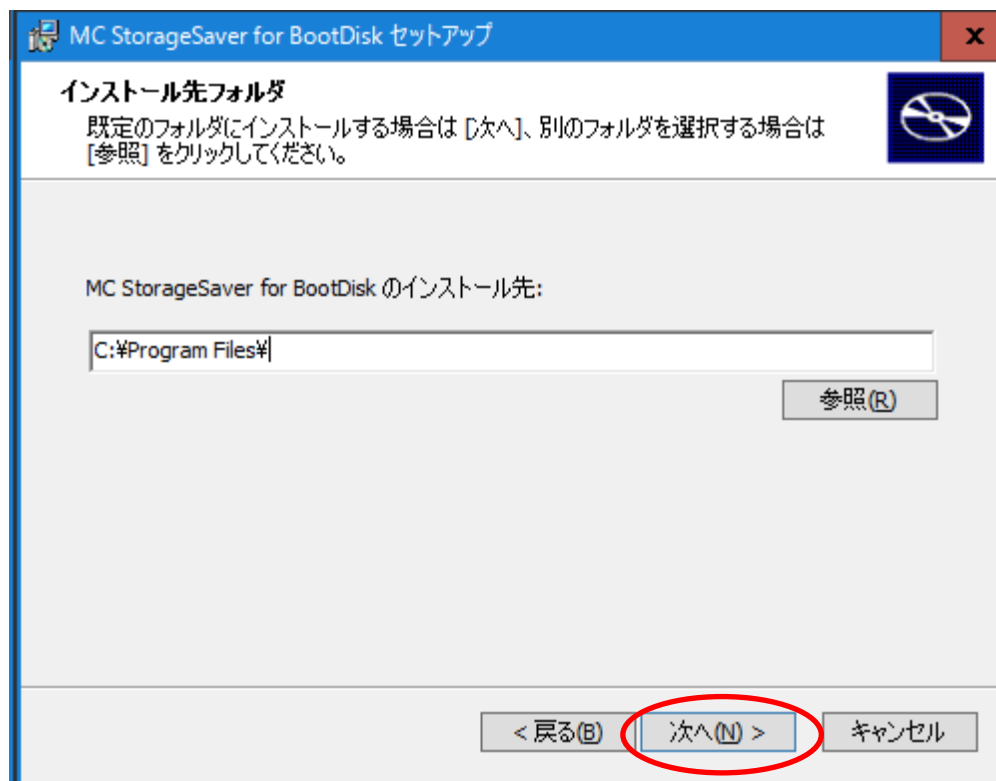 MC StorageSaver for BootDisk セットアップ
インストール先フォルダ
既定のフォルダにインストールする場合は [次へ]、別のフォルダを選択する場合は
[参照] をクリックしてください。
MC StorageSaver for BootDisk のインストール先:
C:¥Program Files¥
参照(R)
< 戻る(B)
次へ(N) >
キャンセル